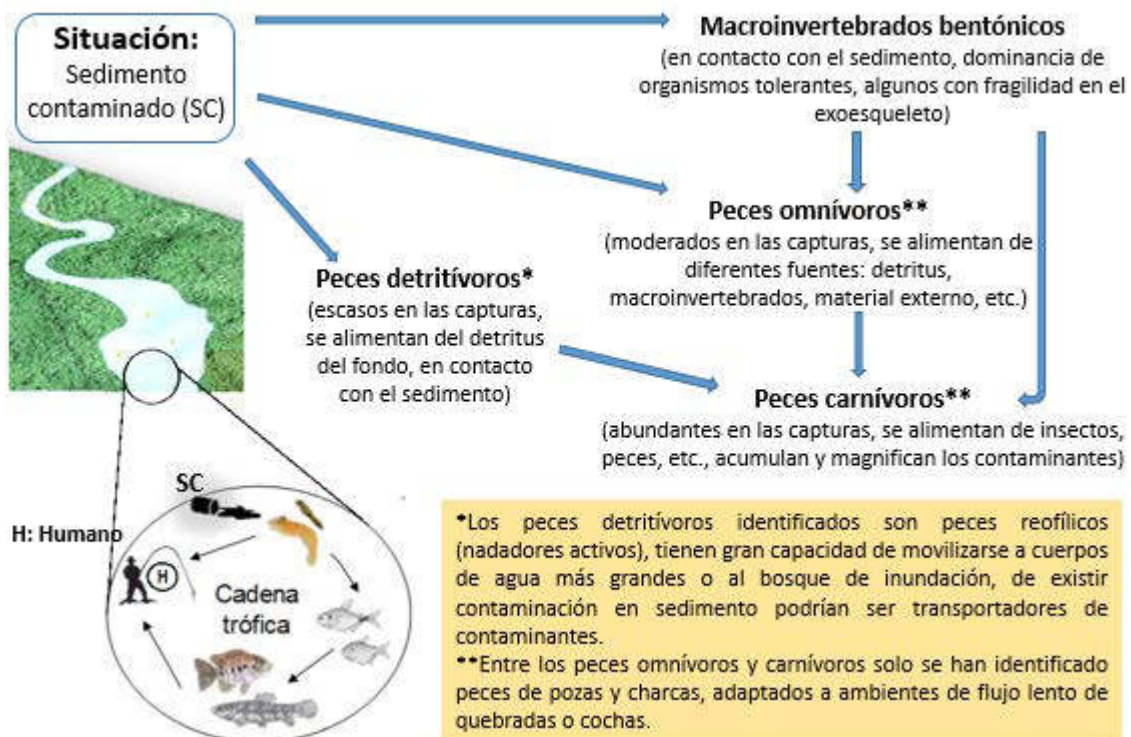 Situación:
Sedimento
contaminado (SC)
Macroinvertebrados bentónicos
(en contacto con el sedimento, dominancia de
organismos tolerantes, algunos con fragilidad en el
exoesqueleto)
Peces omnívoros**
(moderados en las capturas, se alimentan de
diferentes fuentes: detritus,
macroinvertebrados, material externo, etc.)
Peces detritívoros*
(escasos en las capturas,
se alimentan del detritus
del fondo, en contacto
con el sedimento)
Peces carnívoros**
(abundantes en las capturas, se alimentan de insectos,
peces, etc., acumulan y magnifican los contaminantes)
SC
H: Humano
H
Cadena
trófica
*Los peces detritívoros identificados son peces reofílicos
(nadadores activos), tienen gran capacidad de movilizarse a cuerpos
de agua más grandes o al bosque de inundación, de existir
contaminación en sedimento podrían ser transportadores de
contaminantes.
**Entre los peces omnívoros y carnívoros solo se han identificado
peces de pozas y charcas, adaptados a ambientes de flujo lento de
quebradas o cochas.